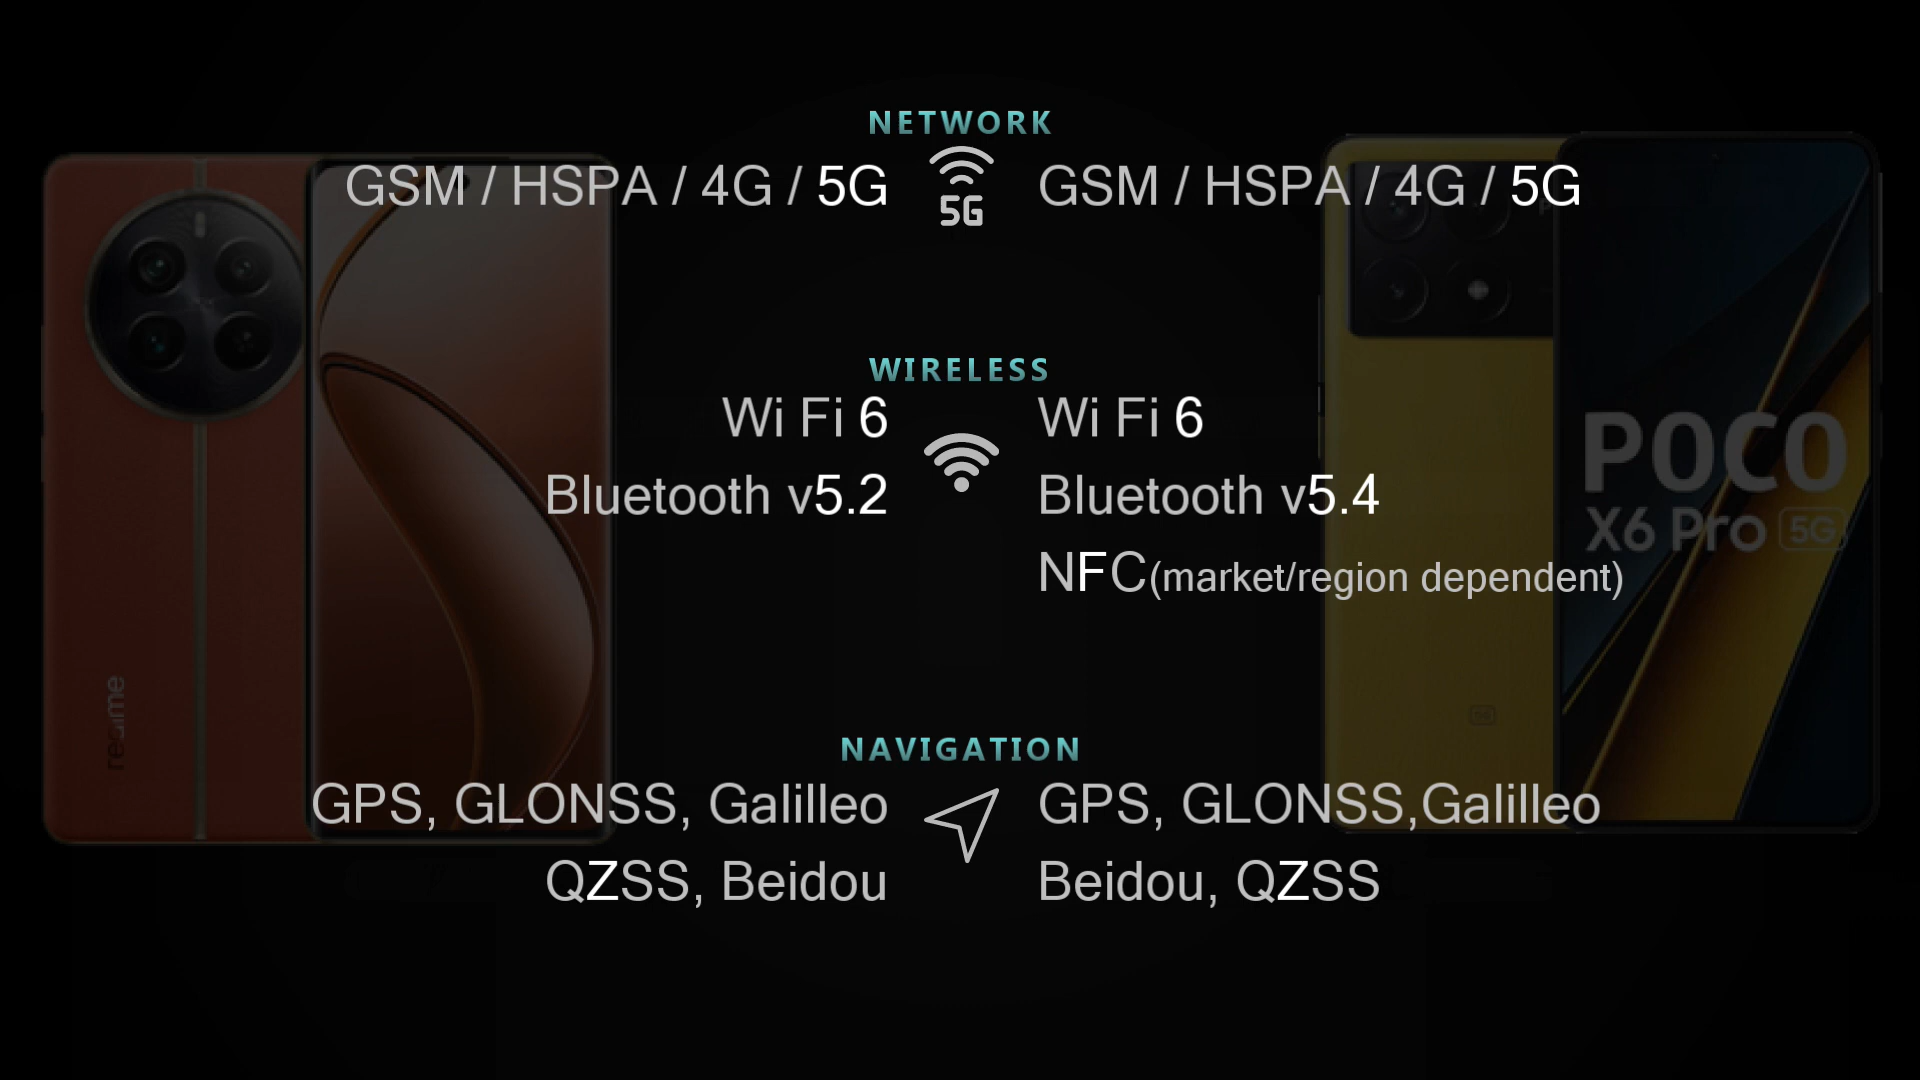 NETWORK
GSM / HSPA / 4G / 5G
5G
GSM / HSPA / 4G / 5G
WIRELESS
Wi Fi 6
Wi Fi 6
Bluetooth v5.2
Bluetooth v5.4
NFC(market/region dependent)
POCO
X6 Pro 5G
realme
NAVIGATION
GPS, GLONSS, Galilleo
GPS, GLONSS,Galilleo
QZSS, Beidou
Beidou, QZSS